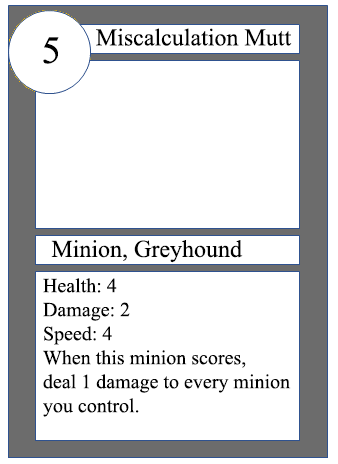 5
Miscalculation Mutt
Minion, Greyhound
Health: 4
Damage: 2
Speed: 4
When this minion scores,
deal 1 damage to every minion
you control.